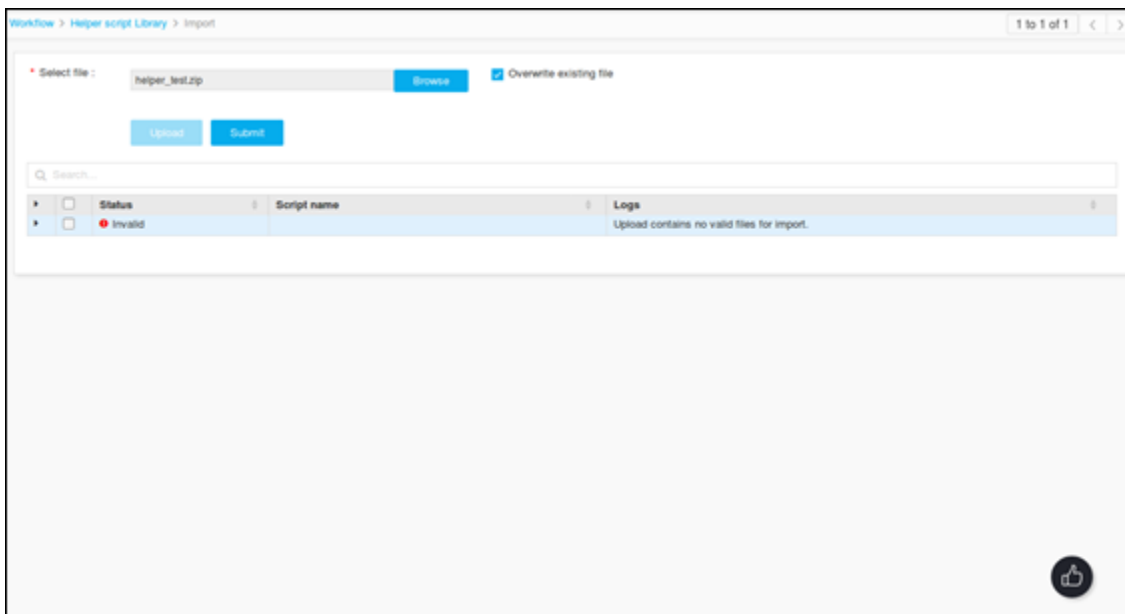 Workflow > Helper script Library > Import
1 to 1 of 1 < >
* Select file :
helper_test.zip
Browse
Overwrite existing file
Upload
Submit
Search...
Status Script name Logs
Invalid Upload contains no valid files for import.